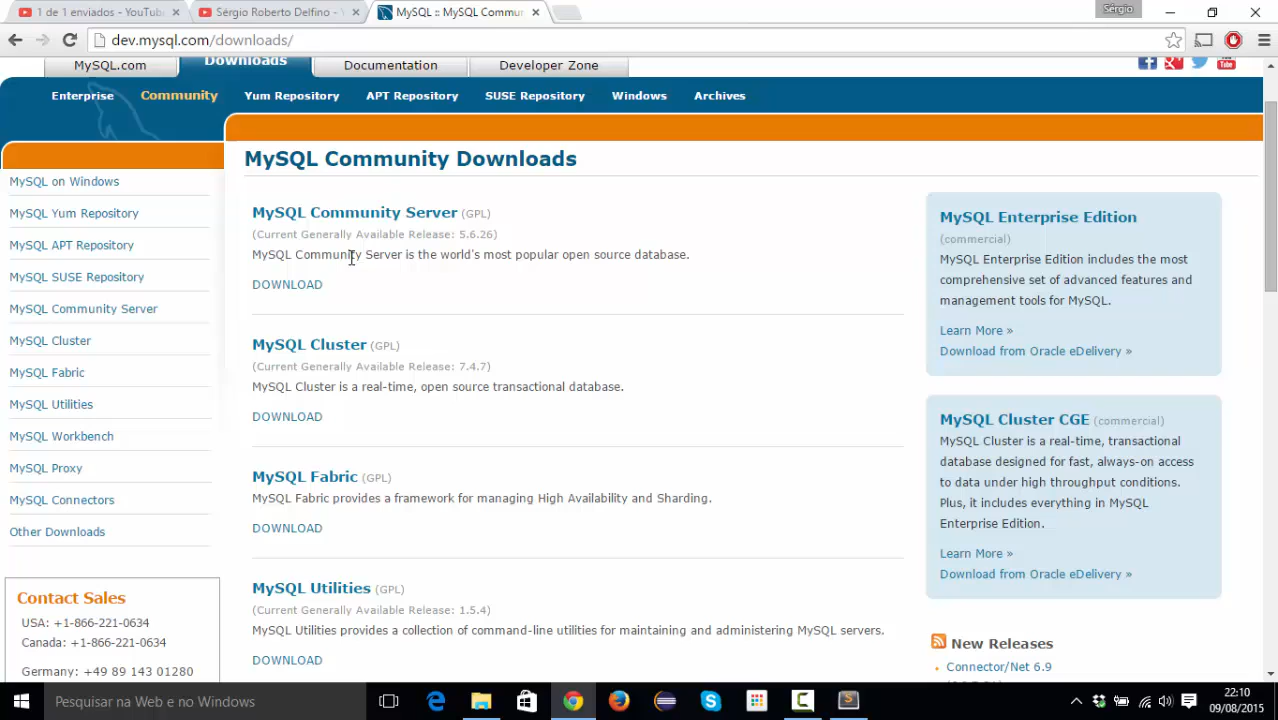 1 de 1 enviados - YouTub
Sérgio Roberto Delfino - V
MySQL :: MySQL Commun
Sérgio
dev.mysql.com/downloads/
MySQL.com
Downloads
Documentation
Developer Zone
Enterprise
Community
Yum Repository
APT Repository
SUSE Repository
Windows
Archives
MySQL on Windows
MySQL Yum Repository
MySQL APT Repository
MySQL SUSE Repository
MySQL Community Server
MySQL Cluster
MySQL Fabric
MySQL Utilities
MySQL Workbench
MySQL Proxy
MySQL Connectors
Other Downloads
Contact Sales
USA: +1-866-221-0634
Canada: +1-866-221-0634
Germany: +49 89 143 01280
MySQL Community Downloads
MySQL Community Server (GPL)
(Current Generally Available Release: 5.6.26)
MySQL Community Server is the world's most popular open source database.
DOWNLOAD
MySQL Cluster (GPL)
(Current Generally Available Release: 7.4.7)
MySQL Cluster is a real-time, open source transactional database.
DOWNLOAD
MySQL Fabric (GPL)
MySQL Fabric provides a framework for managing High Availability and Sharding.
DOWNLOAD
MySQL Utilities (GPL)
(Current Generally Available Release: 1.5.4)
MySQL Utilities provides a collection of command-line utilities for maintaining and administering MySQL servers.
DOWNLOAD
MySQL Enterprise Edition
(commercial)
MySQL Enterprise Edition includes the most
comprehensive set of advanced features and
management tools for MySQL.
Learn More »
Download from Oracle eDelivery »
MySQL Cluster CGE (commercial)
MySQL Cluster is a real-time, transactional
database designed for fast, always-on access
to data under high throughput conditions.
Plus, it includes everything in MySQL
Enterprise Edition.
Learn More »
Download from Oracle eDelivery »
New Releases
Connector/Net 6.9
Pesquisar na Web e no Windows
22:10
09/08/2015